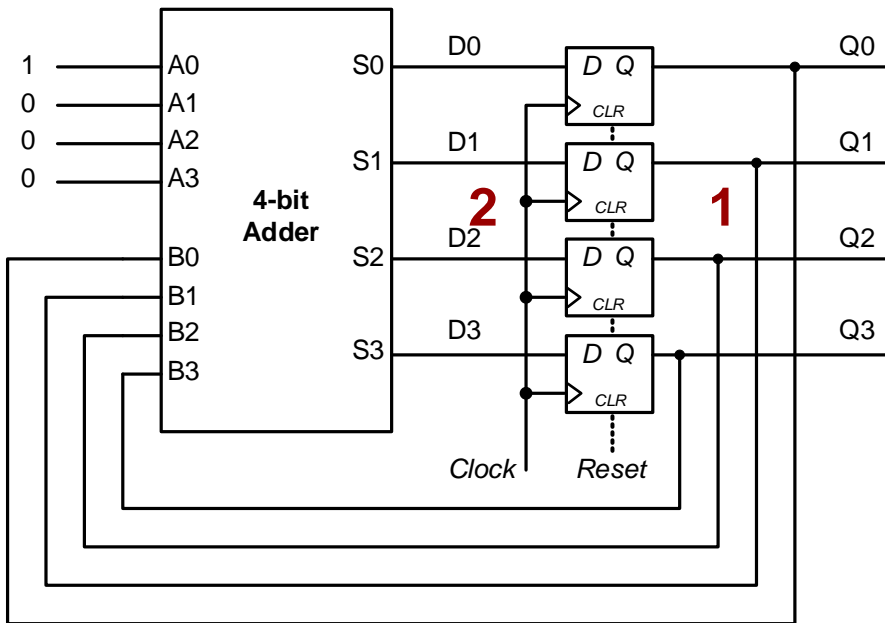 D0
Q0
1
A0
S0
D Q
0
A1
CLR
0
A2
D1
Q1
0
A3
S1
D Q
4-bit
Adder
2
CLR
1
D2
Q2
B0
S2
D Q
B1
CLR
B2
D3
Q3
B3
S3
D Q
CLR
Clock
Reset